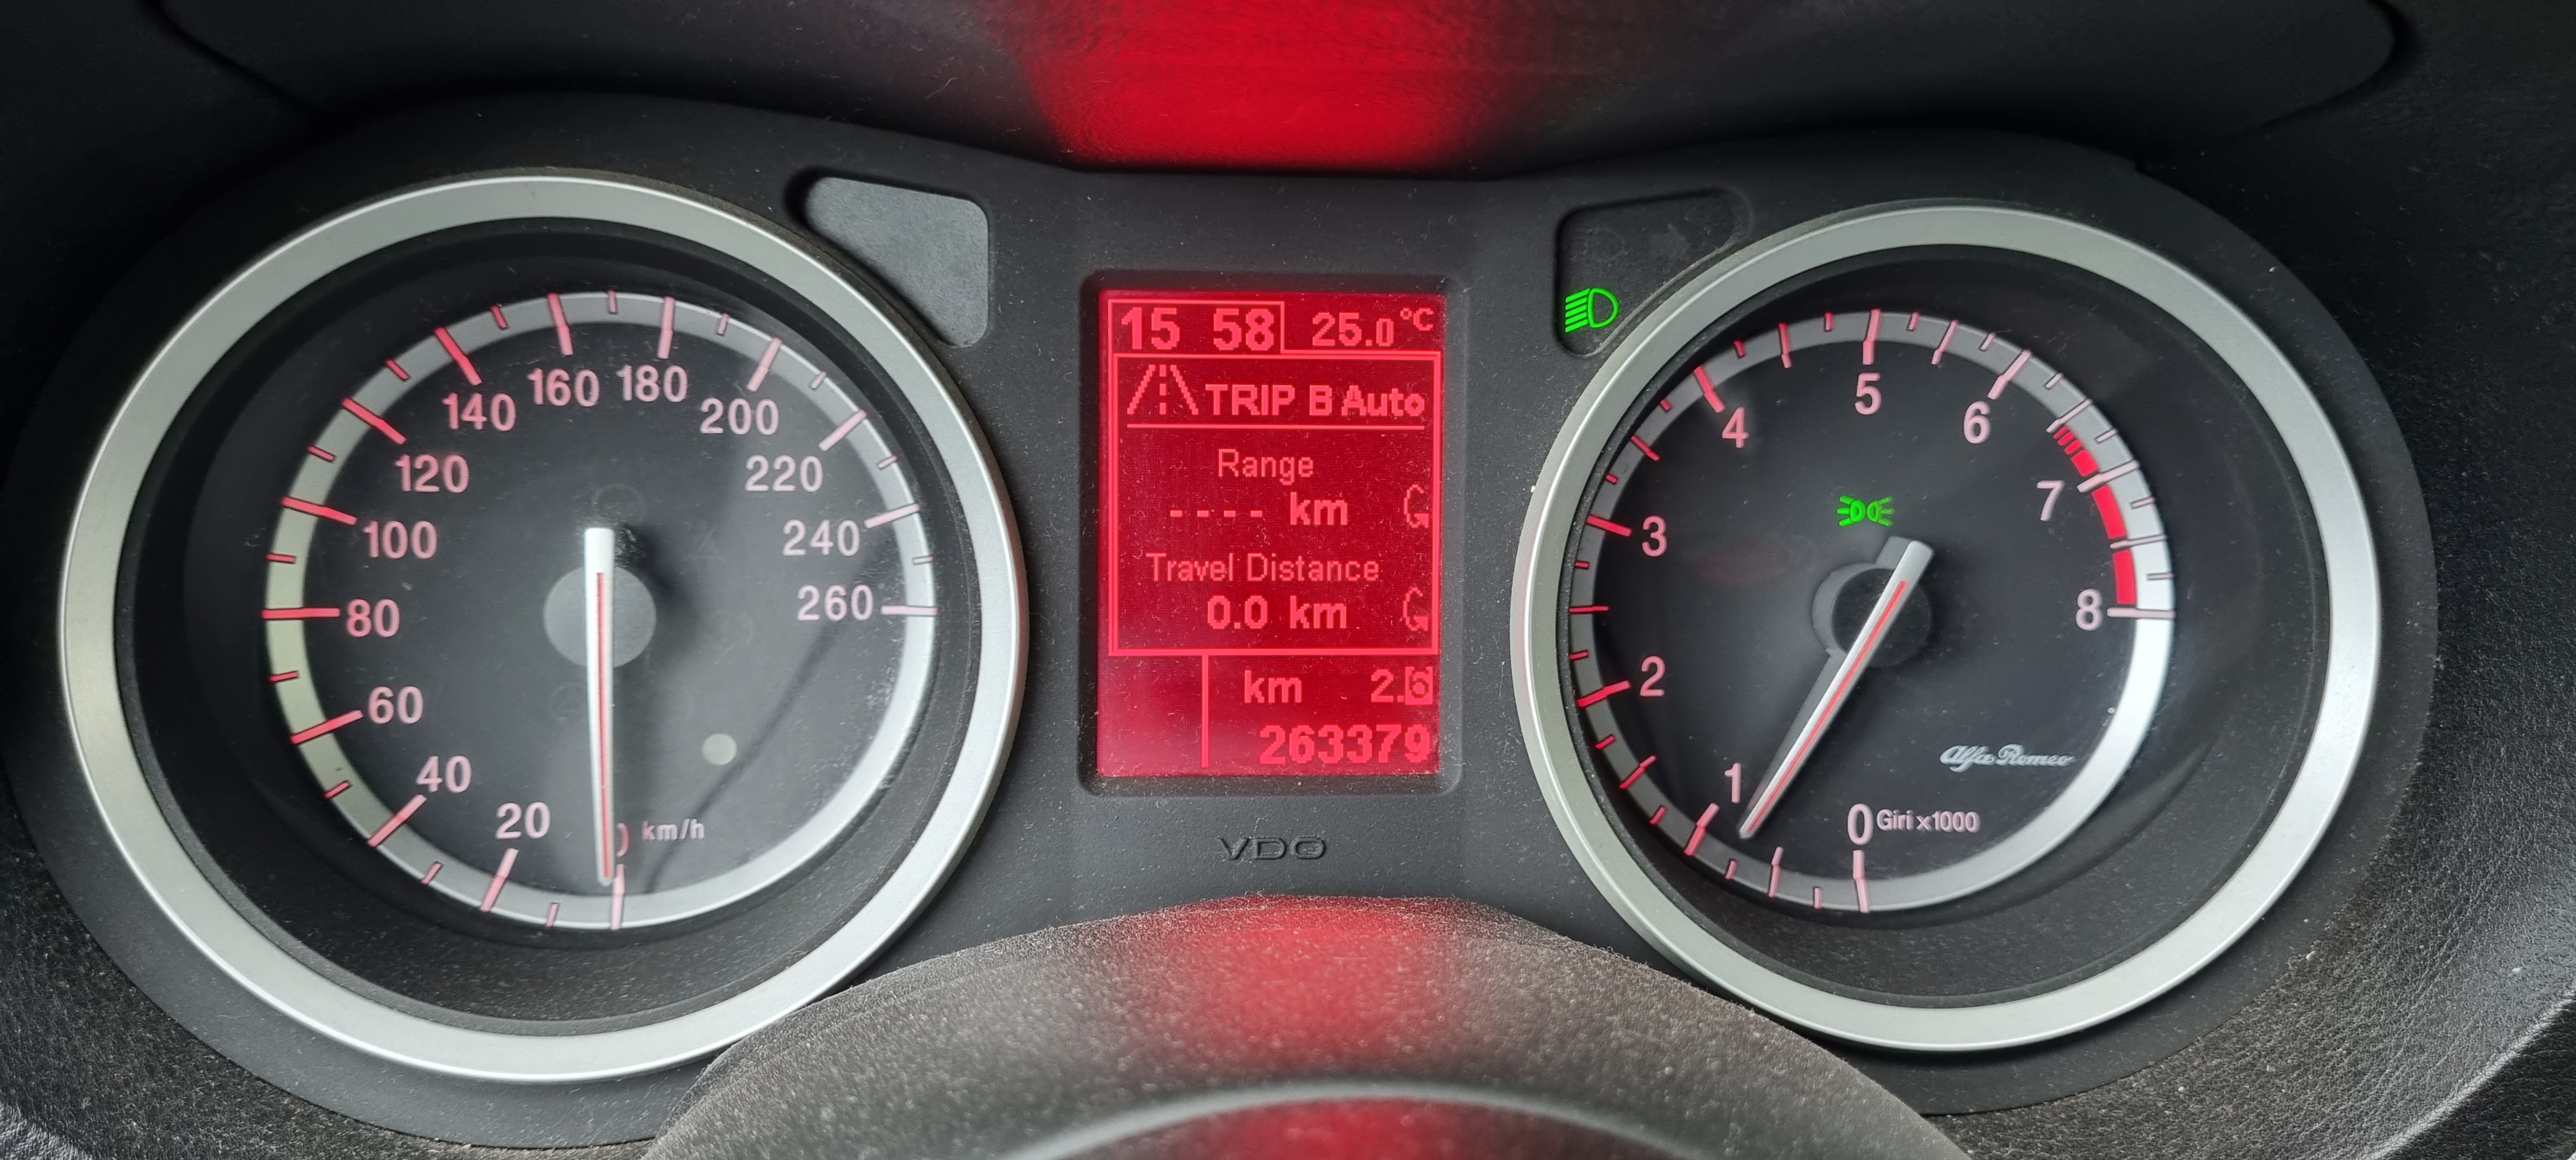 20
40
60
80
100
120
140
160
180
200
220
240
260
km/h
15 58 25.0 °C
TRIP B Auto
Range
---- km
Travel Distance
0.0 km
km 2.6
263379
VDO
0
1
2
3
4
5
6
7
8
Giri x1000
Alfa Romeo